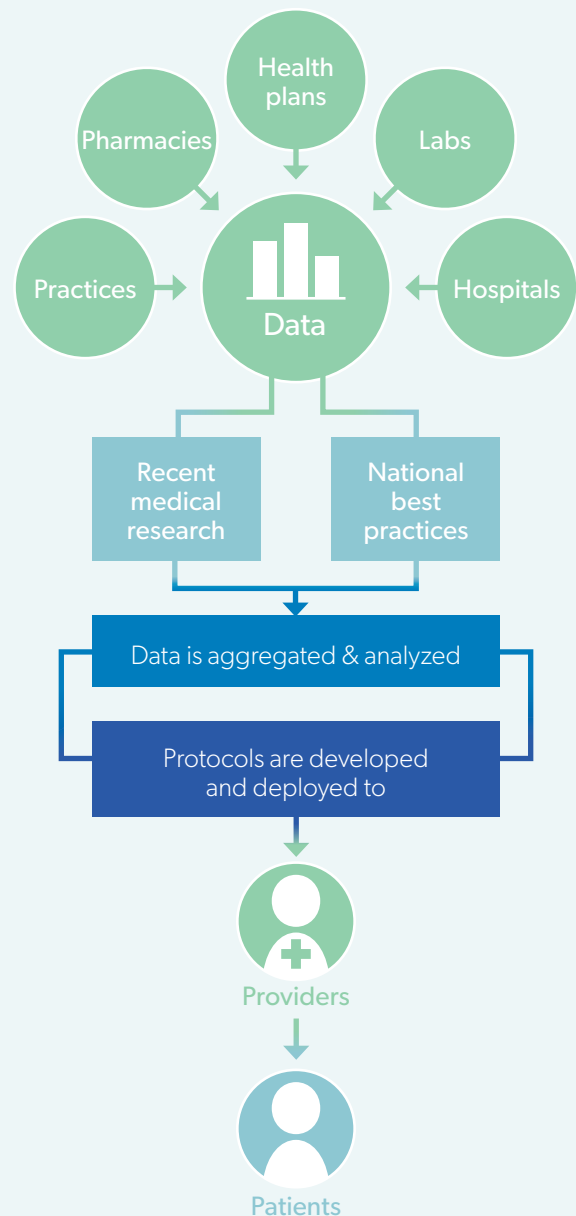 Health
plans
Pharmacies
Labs
Practices
Hospitals
Data
Recent
medical
research
National
best
practices
Data is aggregated & analyzed
Protocols are developed
and deployed to
Providers
Patients